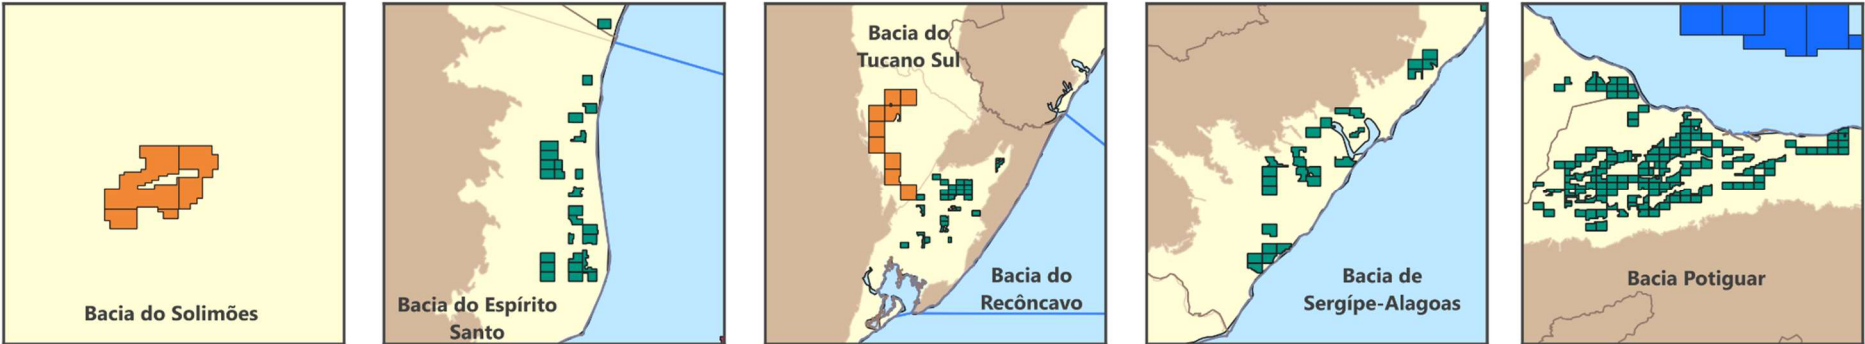 Bacia do Solimões
Bacia do Espírito
Santo
Bacia do
Tucano Sul
Bacia do
Recôncavo
Bacia de
Sergípe-Alagoas
Bacia Potiguar